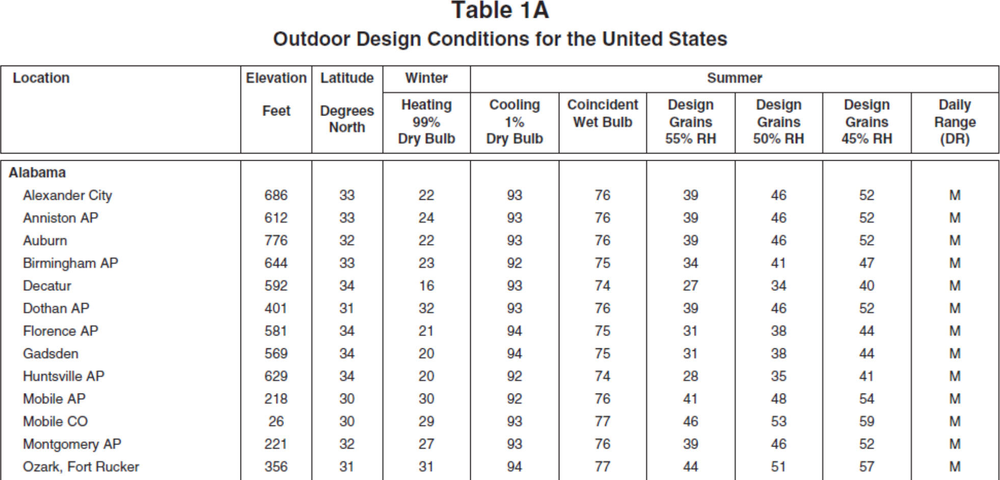 Table 1A
Outdoor Design Conditions for the United States
Location Elevation Latitude Winter Summer
Feet Degrees North Heating 99% Dry Bulb Cooling 1% Dry Bulb Coincident Wet Bulb Design Grains 55% RH Design Grains 50% RH Design Grains 45% RH Daily Range (DR)
Alabama
Alexander City 686 33 22 93 76 39 46 52 M
Anniston AP 612 33 24 93 76 39 46 52 M
Auburn 776 32 22 93 76 39 46 52 M
Birmingham AP 644 33 23 92 75 34 41 47 M
Decatur 592 34 16 93 74 27 34 40 M
Dothan AP 401 31 32 93 76 39 46 52 M
Florence AP 581 34 21 94 75 31 38 44 M
Gadsden 569 34 20 94 75 31 38 44 M
Huntsville AP 629 34 20 92 74 28 35 41 M
Mobile AP 218 30 30 92 76 41 48 54 M
Mobile CO 26 30 29 93 77 46 53 59 M
Montgomery AP 221 32 27 93 76 39 46 52 M
Ozark, Fort Rucker 356 31 31 94 77 44 51 57 M